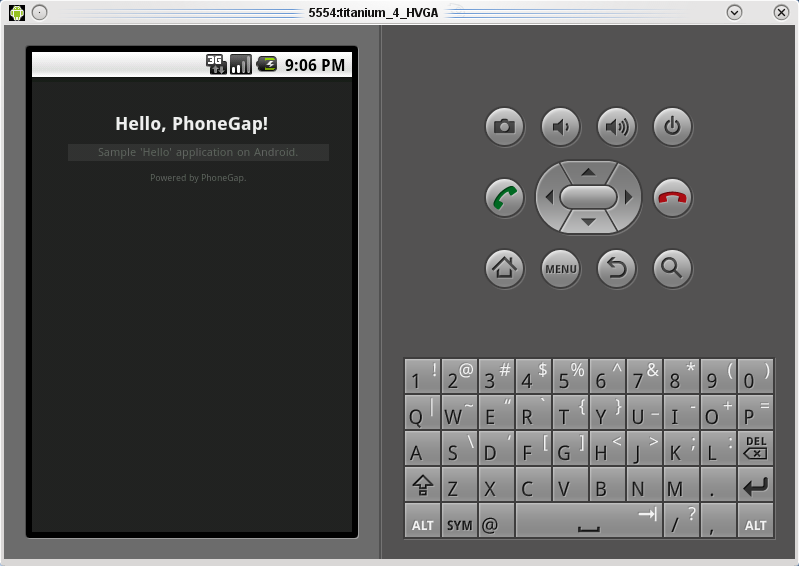 5554:titanium_4_HVGA
3G 9:06 PM
Hello, PhoneGap!
Sample 'Hello' application on Android.
Powered by PhoneGap.
MENU
1 ! 2 @ 3 # 4 $ 5 % 6 ^ 7 & 8 * 9 ( 0 )
Q | W ~ E “ R ` T { Y } U _ I - O + P =
A S \ D ‘ F [ G ] H < J > K ; L : DEL
Z X C V B N M .
ALT SYM @ / ? , ALT